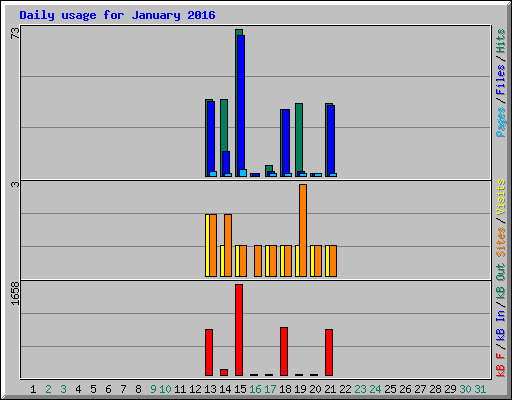 Daily usage for January 2016
73
3
1658
Pages / Files / Hits
Sites / Visits
kB F / kB In / kB Out
1 2 3 4 5 6 7 8 9 10 11 12 13 14 15 16 17 18 19 20 21 22 23 24 25 26 27 28 29 30 31